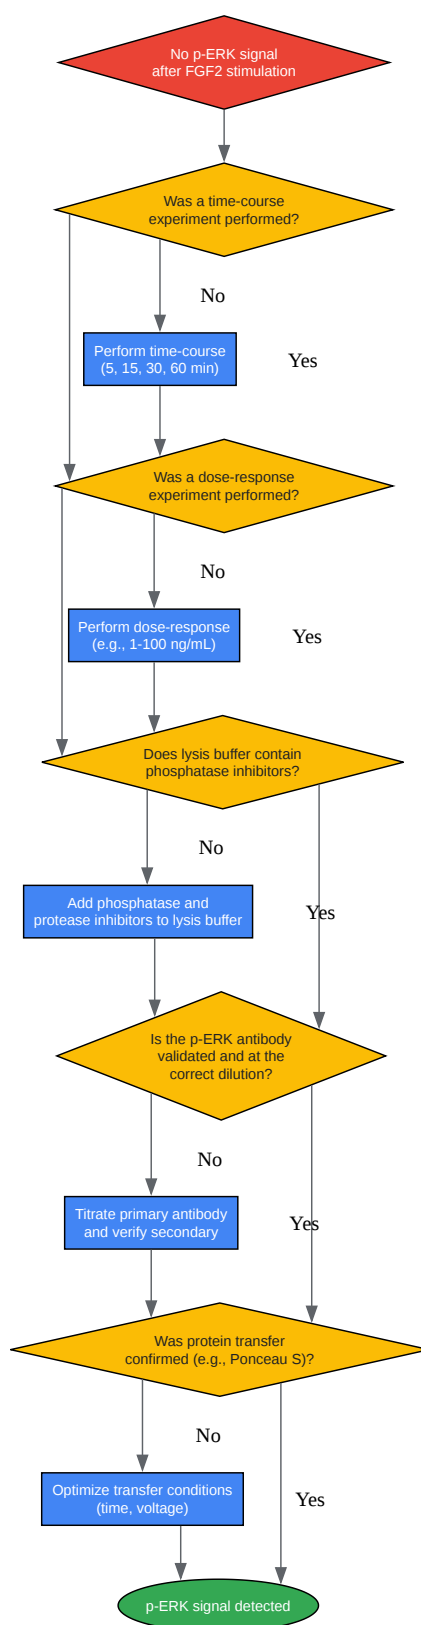 No p-ERK signal
after FGF2 stimulation
Was a time-course
experiment performed?
No
Perform time-course
(5, 15, 30, 60 min)
Yes
Was a dose-response
experiment performed?
No
Perform dose-response
(e.g., 1-100 ng/mL)
Yes
Does lysis buffer contain
phosphatase inhibitors?
No
Add phosphatase and
protease inhibitors to lysis buffer
Yes
Is the p-ERK antibody
validated and at the
correct dilution?
No
Titrate primary antibody
and verify secondary
Yes
Was protein transfer
confirmed (e.g., Ponceau S)?
No
Optimize transfer conditions
(time, voltage)
Yes
p-ERK signal detected